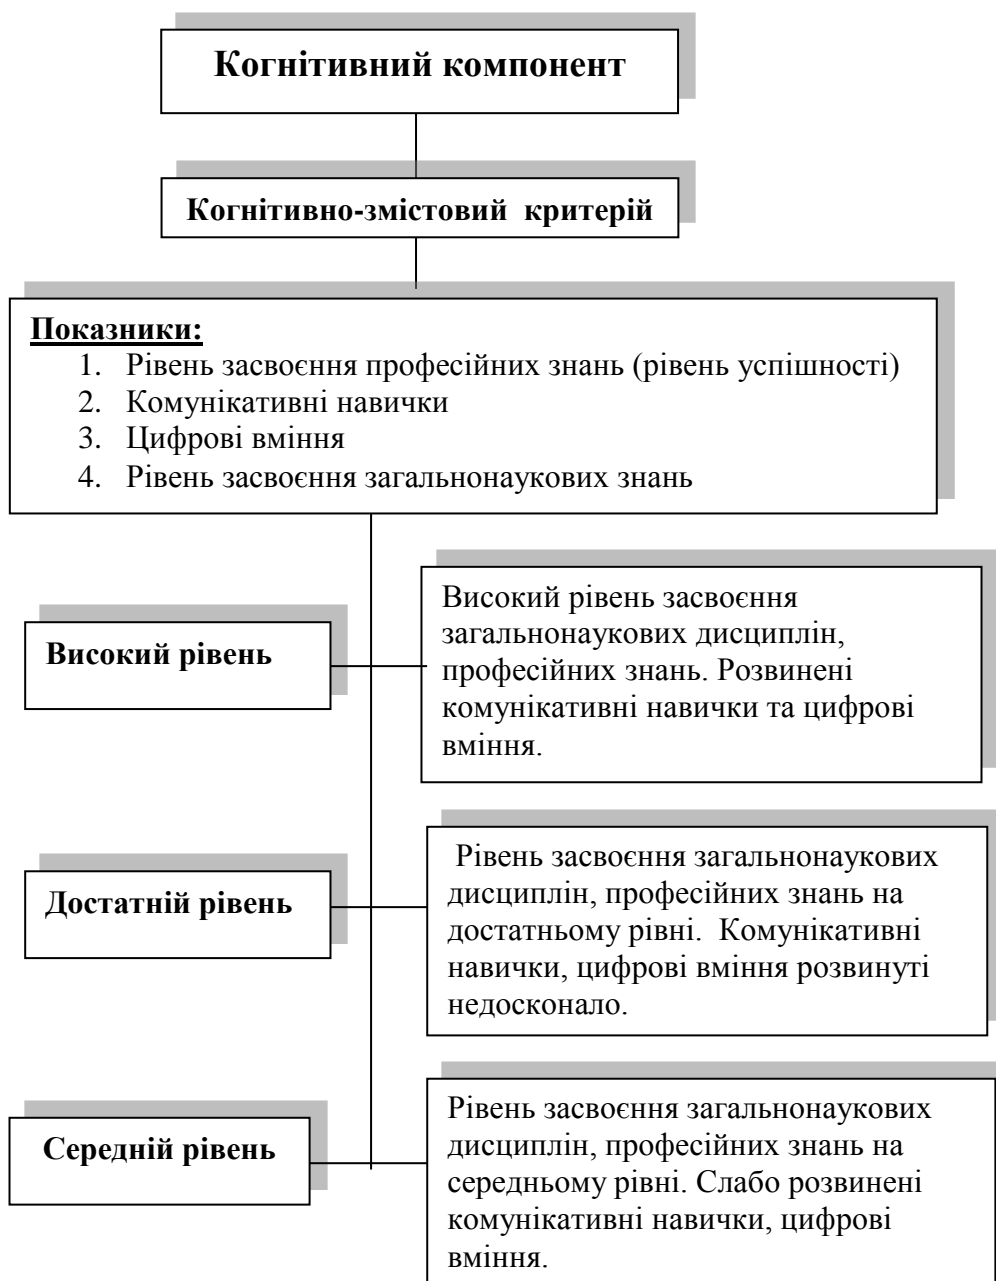 Когнітивний компонент
Когнітивно-змістовий критерій
Показники:
1. Рівень засвоєння професійних знань (рівень успішності)
2. Комунікативні навички
3. Цифрові вміння
4. Рівень засвоєння загальнонаукових знань
Високий рівень
Високий рівень засвоєння
загальнонаукових дисциплін,
професійних знань. Розвинені
комунікативні навички та цифрові
вміння.
Достатній рівень
Рівень засвоєння загальнонаукових
дисциплін, професійних знань на
достатньому рівні. Комунікативні
навички, цифрові вміння розвинуті
недосконало.
Середній рівень
Рівень засвоєння загальнонаукових
дисциплін, професійних знань на
середньому рівні. Слабо розвинені
комунікативні навички, цифрові
вміння.